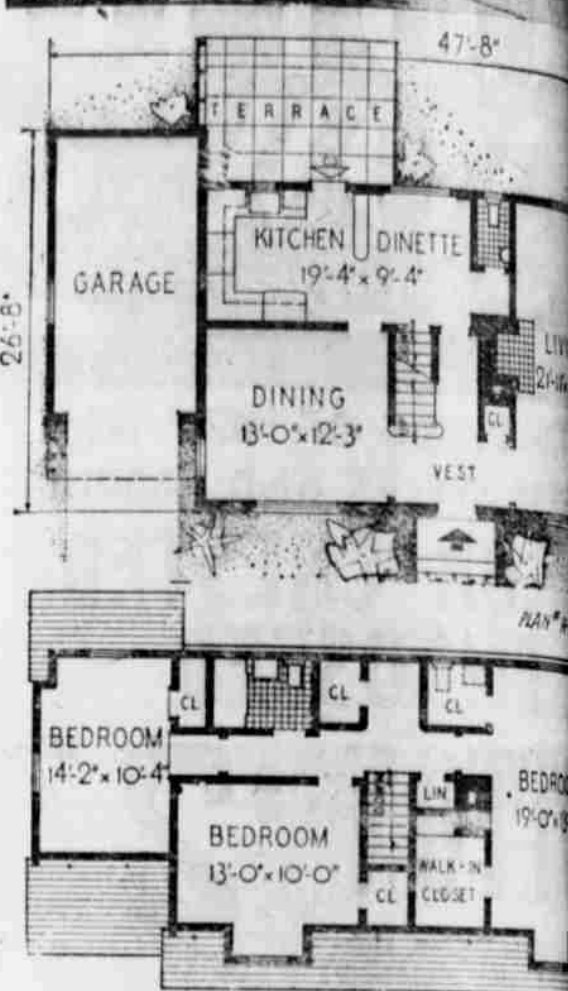 47'-8"
TERRACE
KITCHEN DINETTE
19'-4" x 9'-4"
GARAGE
26'-8"
DINING
13'-0" x 12'-3"
CL
VEST
PLAN #
CL
CL
CL
BEDROOM
14'-2" x 10'-4"
LIN
BEDROOM
13'-0" x 10'-0"
WALK-IN
CLOSET
CL